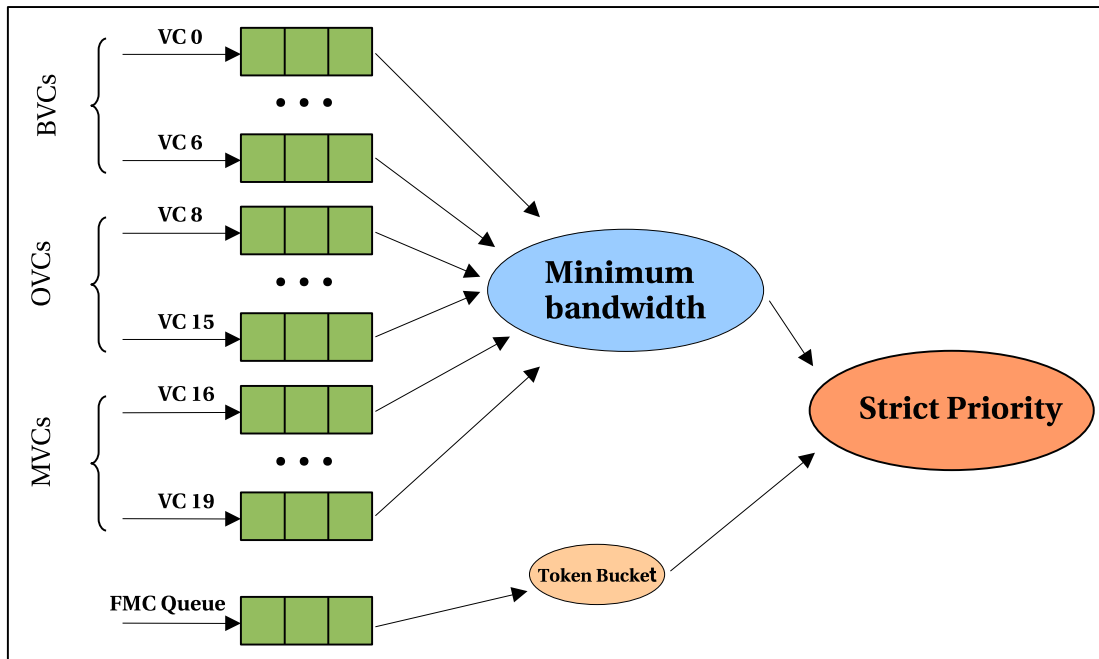 BVCs
VC 0
VC 6
OVCs
VC 8
VC 15
MVCs
VC 16
VC 19
FMC Queue
Minimum
bandwidth
Token Bucket
Strict Priority